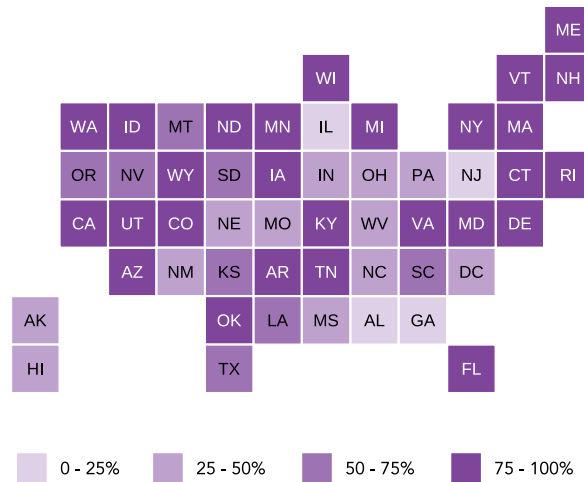 ME
WI VT NH
WA ID MT ND MN IL MI NY MA
OR NV WY SD IA IN OH PA NJ CT RI
CA UT CO NE MO KY WV VA MD DE
AZ NM KS AR TN NC SC DC
AK OK LA MS AL GA
HI TX FL
0 - 25% 25 - 50% 50 - 75% 75 - 100%